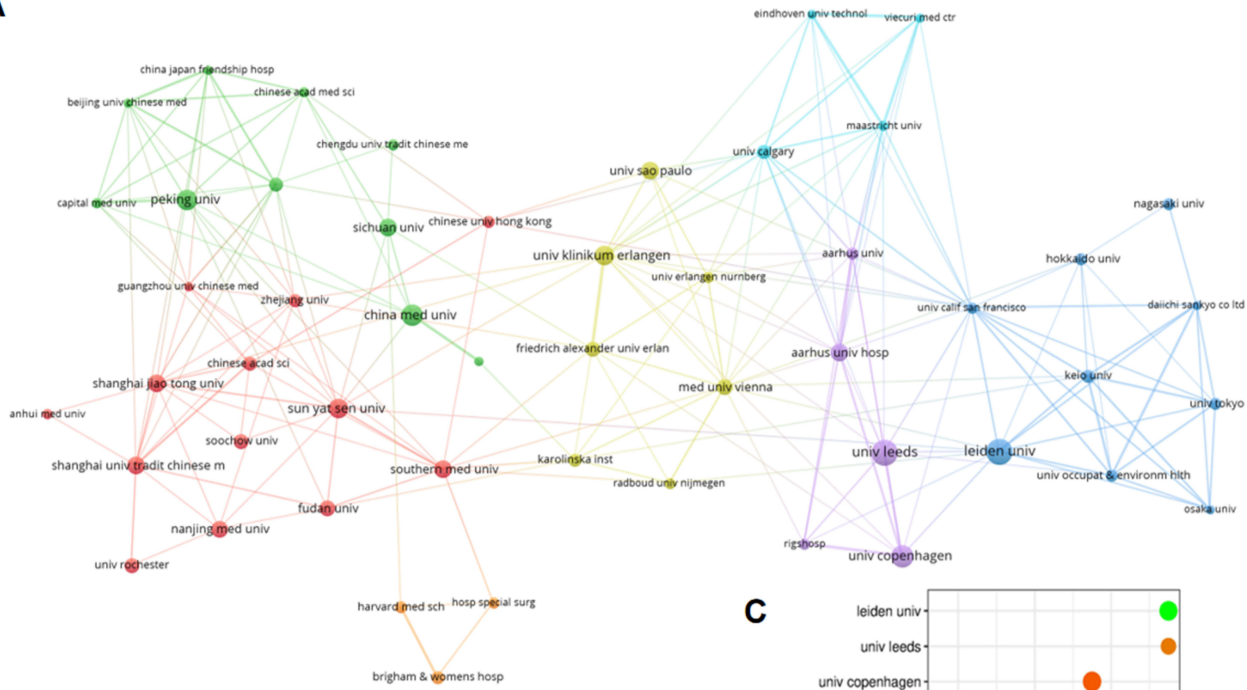 A
eindhoven univ technol
viecuri med ctr
china japan friendship hosp
chinese acad med sci
beijing univ chinese med
maastricht univ
chengdu univ tradit chinese me
univ calgary
univ sao paulo
capital med univ
peking univ
nagasaki univ
sichuan univ
chinese univ hong kong
univ klinikum erlangen
aarhus univ
hokkaido univ
univ erlangen nurnberg
guangzhou univ chinese med
zhejiang univ
univ calif san francisco
daiichi sankyo co ltd
china med univ
friedrich alexander univ erlan
aarhus univ hosp
chinese acad sci
keio univ
shanghai jiao tong univ
med univ vienna
univ tokyo
sun yat sen univ
anhui med univ
soochow univ
univ leeds
leiden univ
karolinska inst
shanghai univ tradit chinese m
southern med univ
univ occupat & environm hlth
radboud univ nijmegen
fudan univ
osaka univ
nanjing med univ
rigshosp
univ copenhagen
univ rochester
harvard med sch
hosp special surg
brigham & womens hosp
C
leiden univ
univ leeds
univ copenhagen